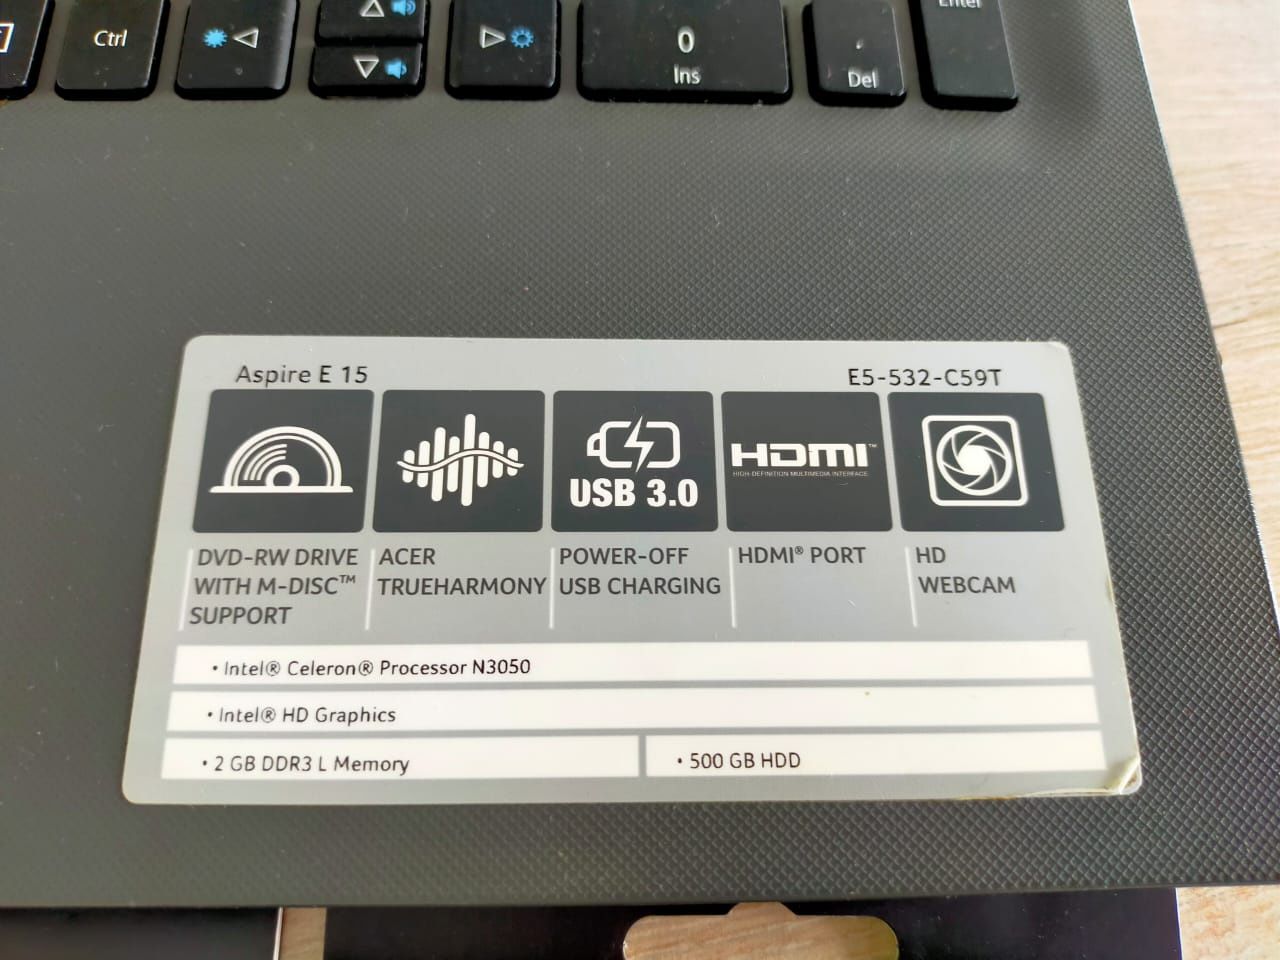 Ctrl
0
Ins
.
Del
Enter
Aspire E 15
E5-532-C59T
USB 3.0
HDMI™
HIGH-DEFINITION MULTIMEDIA INTERFACE
DVD-RW DRIVE
WITH M-DISC™
SUPPORT
ACER
TRUEHARMONY
POWER-OFF
USB CHARGING
HDMI® PORT
HD
WEBCAM
• Intel® Celeron® Processor N3050
• Intel® HD Graphics
• 2 GB DDR3 L Memory
• 500 GB HDD